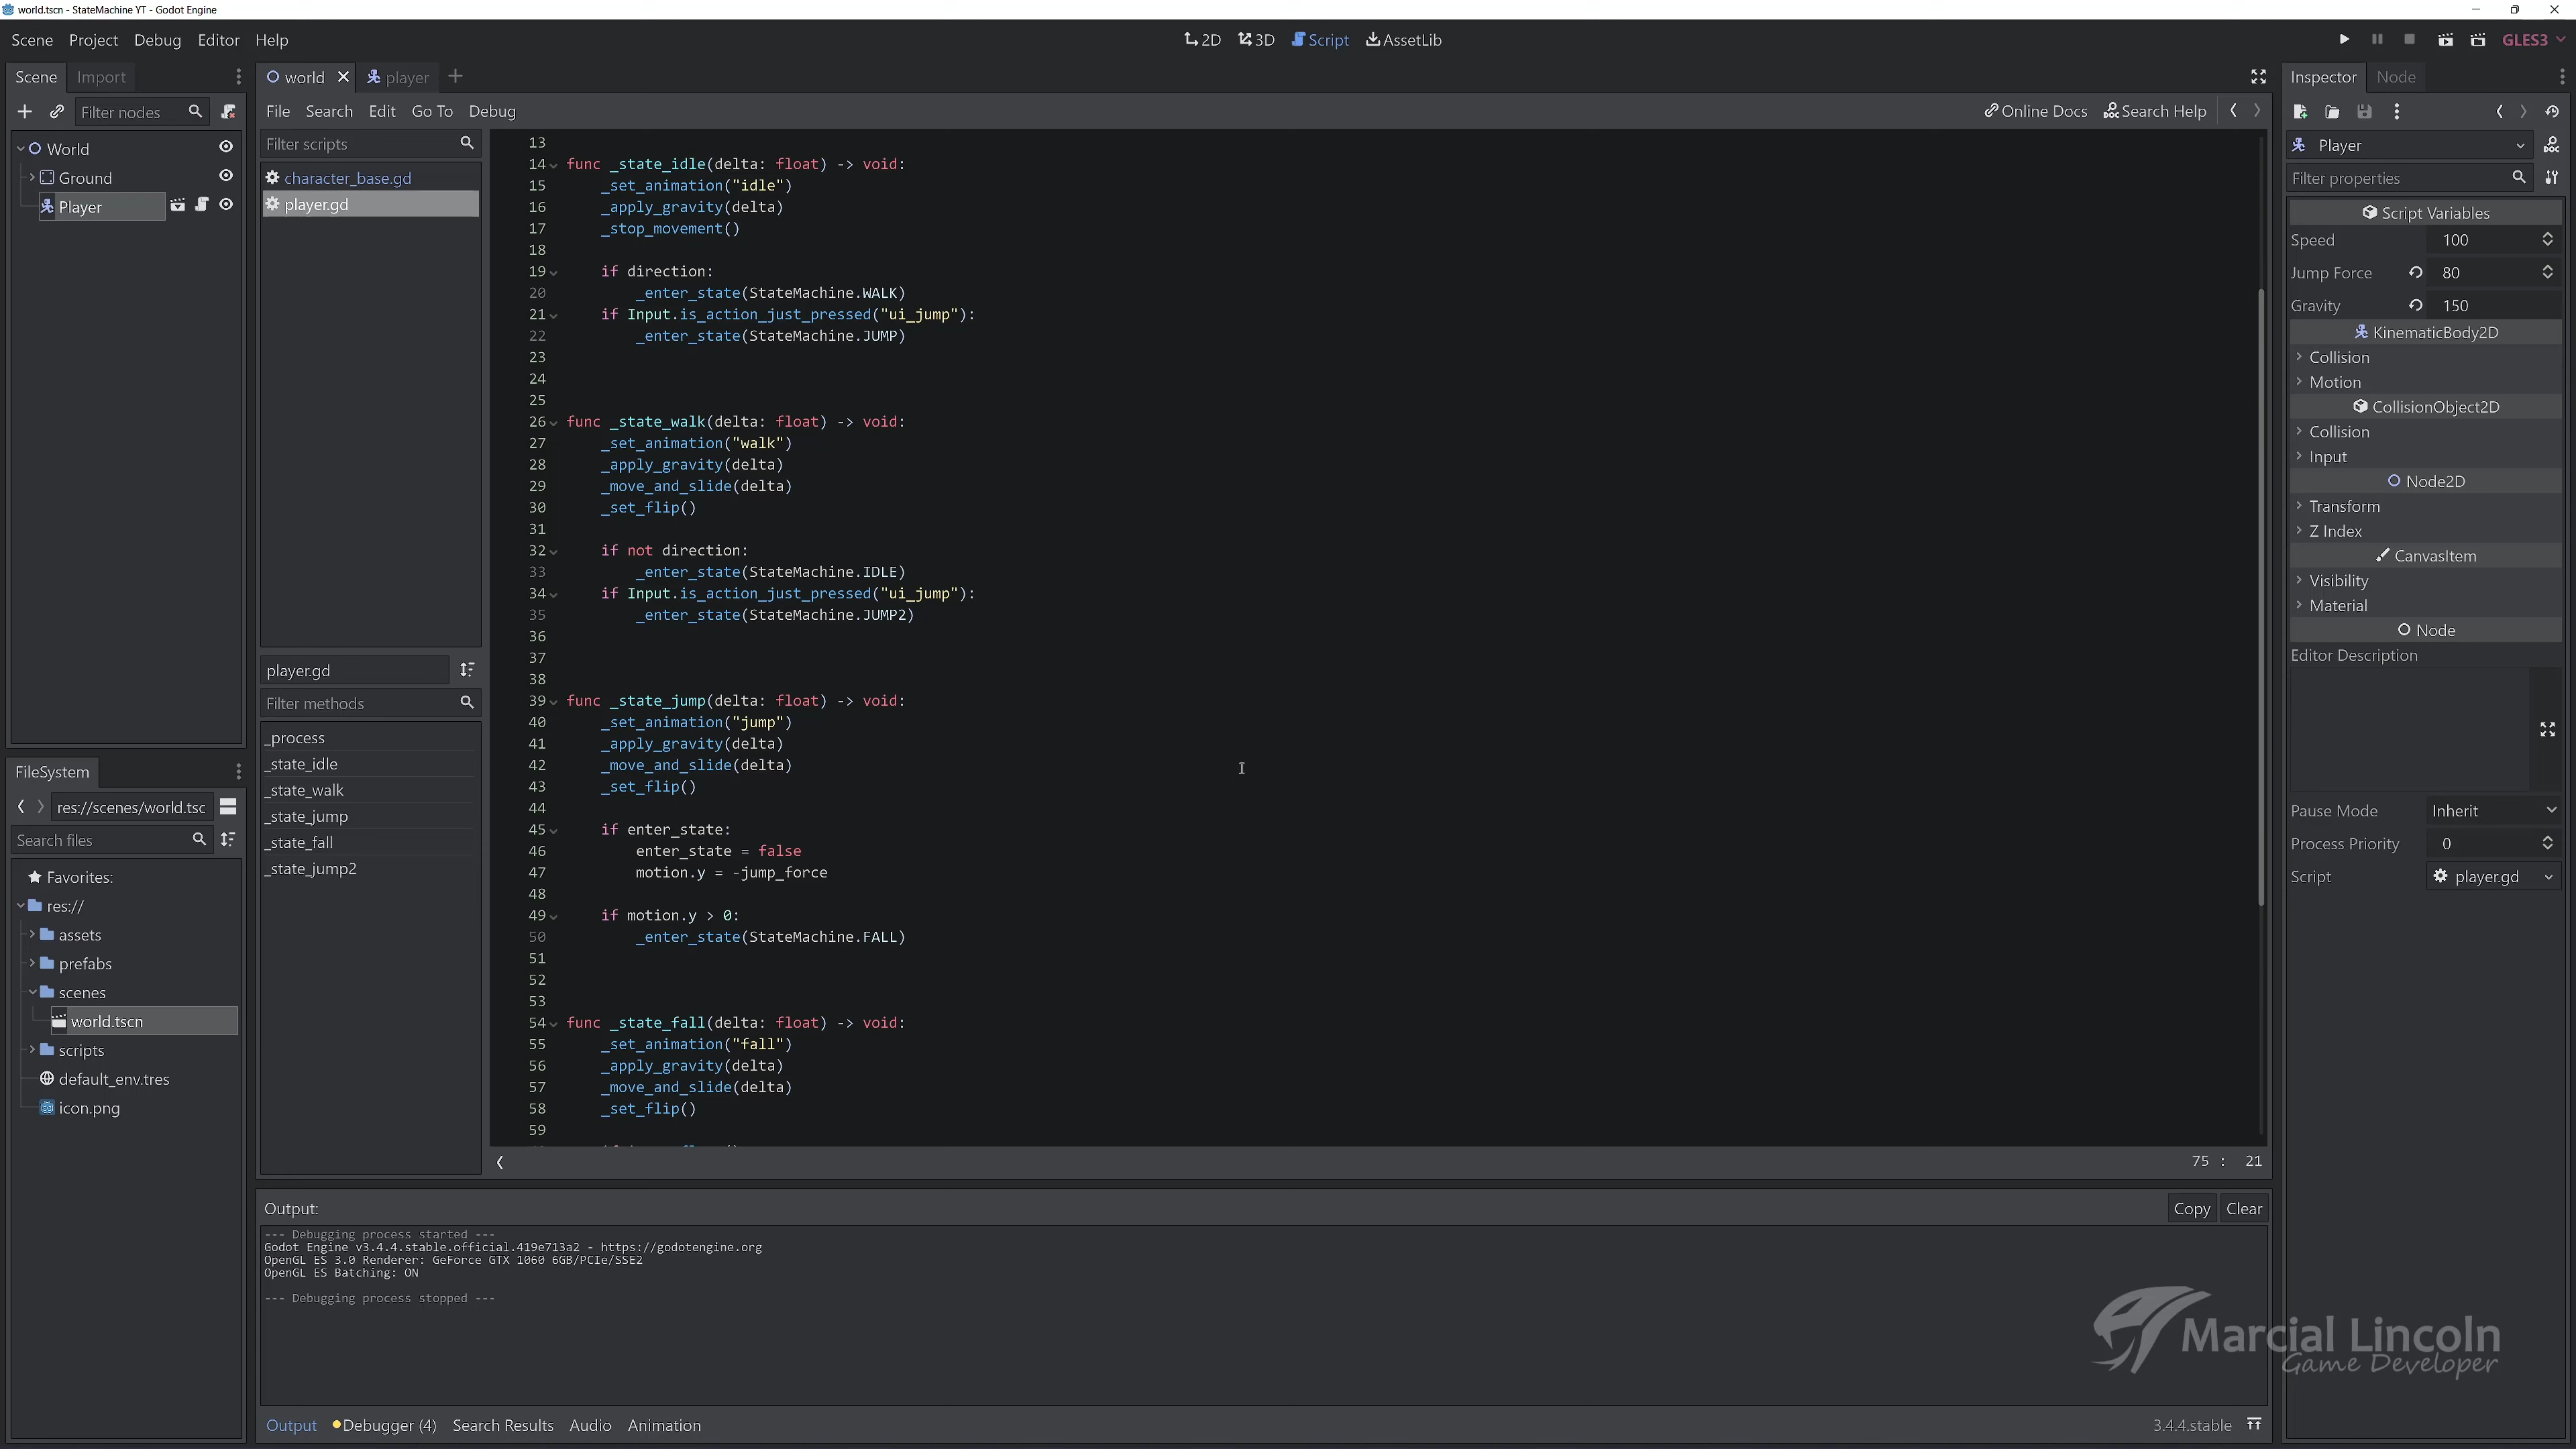 world.tscn - StateMachine YT - Godot Engine
Scene Project Debug Editor Help
2D 3D Script AssetLib
GLES3
Scene Import
Filter nodes
World
Ground
Player
FileSystem
res://scenes/world.tsc
Search files
Favorites:
res://
assets
prefabs
scenes
world.tscn
scripts
default_env.tres
icon.png
world player
File Search Edit Go To Debug
Online Docs Search Help
Filter scripts
character_base.gd
player.gd
player.gd
Filter methods
_process
_state_idle
_state_walk
_state_jump
_state_fall
_state_jump2
13
14 func _state_idle(delta: float) -> void:
15 _set_animation("idle")
16 _apply_gravity(delta)
17 _stop_movement()
18
19 if direction:
20 _enter_state(StateMachine.WALK)
21 if Input.is_action_just_pressed("ui_jump"):
22 _enter_state(StateMachine.JUMP)
23
24
25
26 func _state_walk(delta: float) -> void:
27 _set_animation("walk")
28 _apply_gravity(delta)
29 _move_and_slide(delta)
30 _set_flip()
31
32 if not direction:
33 _enter_state(StateMachine.IDLE)
34 if Input.is_action_just_pressed("ui_jump"):
35 _enter_state(StateMachine.JUMP2)
36
37
38
39 func _state_jump(delta: float) -> void:
40 _set_animation("jump")
41 _apply_gravity(delta)
42 _move_and_slide(delta)
43 _set_flip()
44
45 if enter_state:
46 enter_state = false
47 motion.y = -jump_force
48
49 if motion.y > 0:
50 _enter_state(StateMachine.FALL)
51
52
53
54 func _state_fall(delta: float) -> void:
55 _set_animation("fall")
56 _apply_gravity(delta)
57 _move_and_slide(delta)
58 _set_flip()
59
75 : 21
Output:
Copy Clear
--- Debugging process started ---
Godot Engine v3.4.4.stable.official.419e713a2 - https://godotengine.org
OpenGL ES 3.0 Renderer: GeForce GTX 1060 6GB/PCIe/SSE2
OpenGL ES Batching: ON
--- Debugging process stopped ---
Output Debugger (4) Search Results Audio Animation
3.4.4.stable
Inspector Node
Player
Filter properties
Script Variables
Speed 100
Jump Force 80
Gravity 150
KinematicBody2D
Collision
Motion
CollisionObject2D
Collision
Input
Node2D
Transform
Z Index
CanvasItem
Visibility
Material
Node
Editor Description
Pause Mode Inherit
Process Priority 0
Script player.gd
Marcial Lincoln
Game Developer